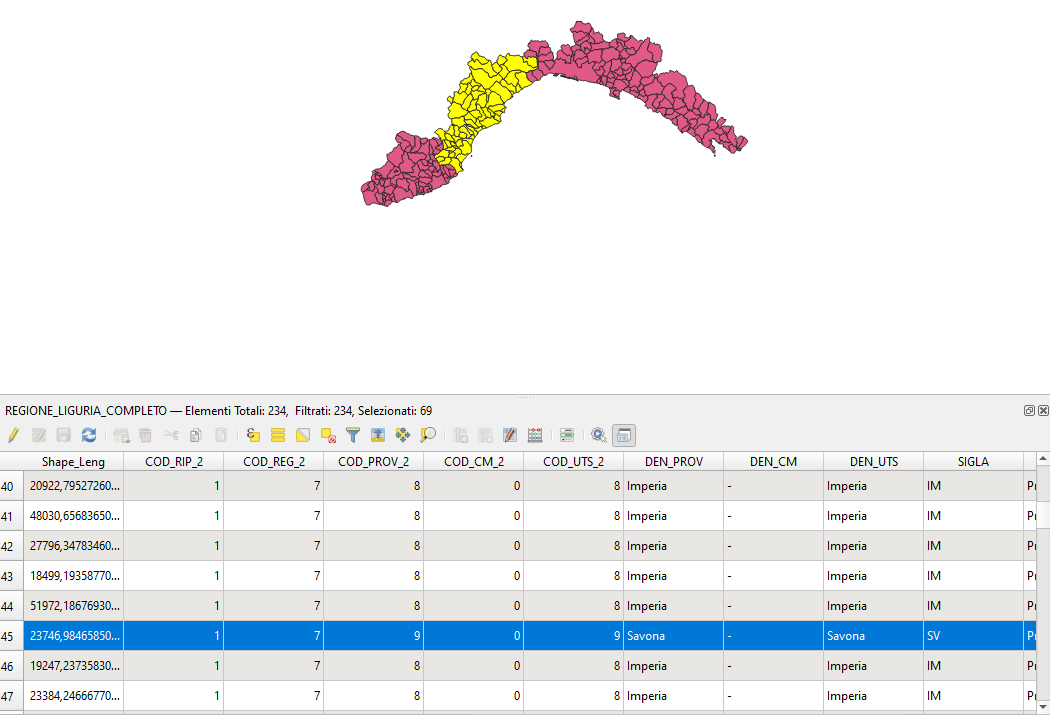 REGIONE_LIGURIA_COMPLETO — Elementi Totali: 234, Filtrati: 234, Selezionati: 69
Shape_Leng COD_RIP_2 COD_REG_2 COD_PROV_2 COD_CM_2 COD_UTS_2 DEN_PROV DEN_CM DEN_UTS SIGLA
40 20922,79527260... 1 7 8 0 8 Imperia - Imperia IM Pr
41 48030,65683650... 1 7 8 0 8 Imperia - Imperia IM Pr
42 27796,34783460... 1 7 8 0 8 Imperia - Imperia IM Pr
43 18499,19358770... 1 7 8 0 8 Imperia - Imperia IM Pr
44 51972,18676930... 1 7 8 0 8 Imperia - Imperia IM Pr
45 23746,98465850... 1 7 9 0 9 Savona - Savona SV Pr
46 19247,23735830... 1 7 8 0 8 Imperia - Imperia IM Pr
47 23384,24666770... 1 7 8 0 8 Imperia - Imperia IM Pr